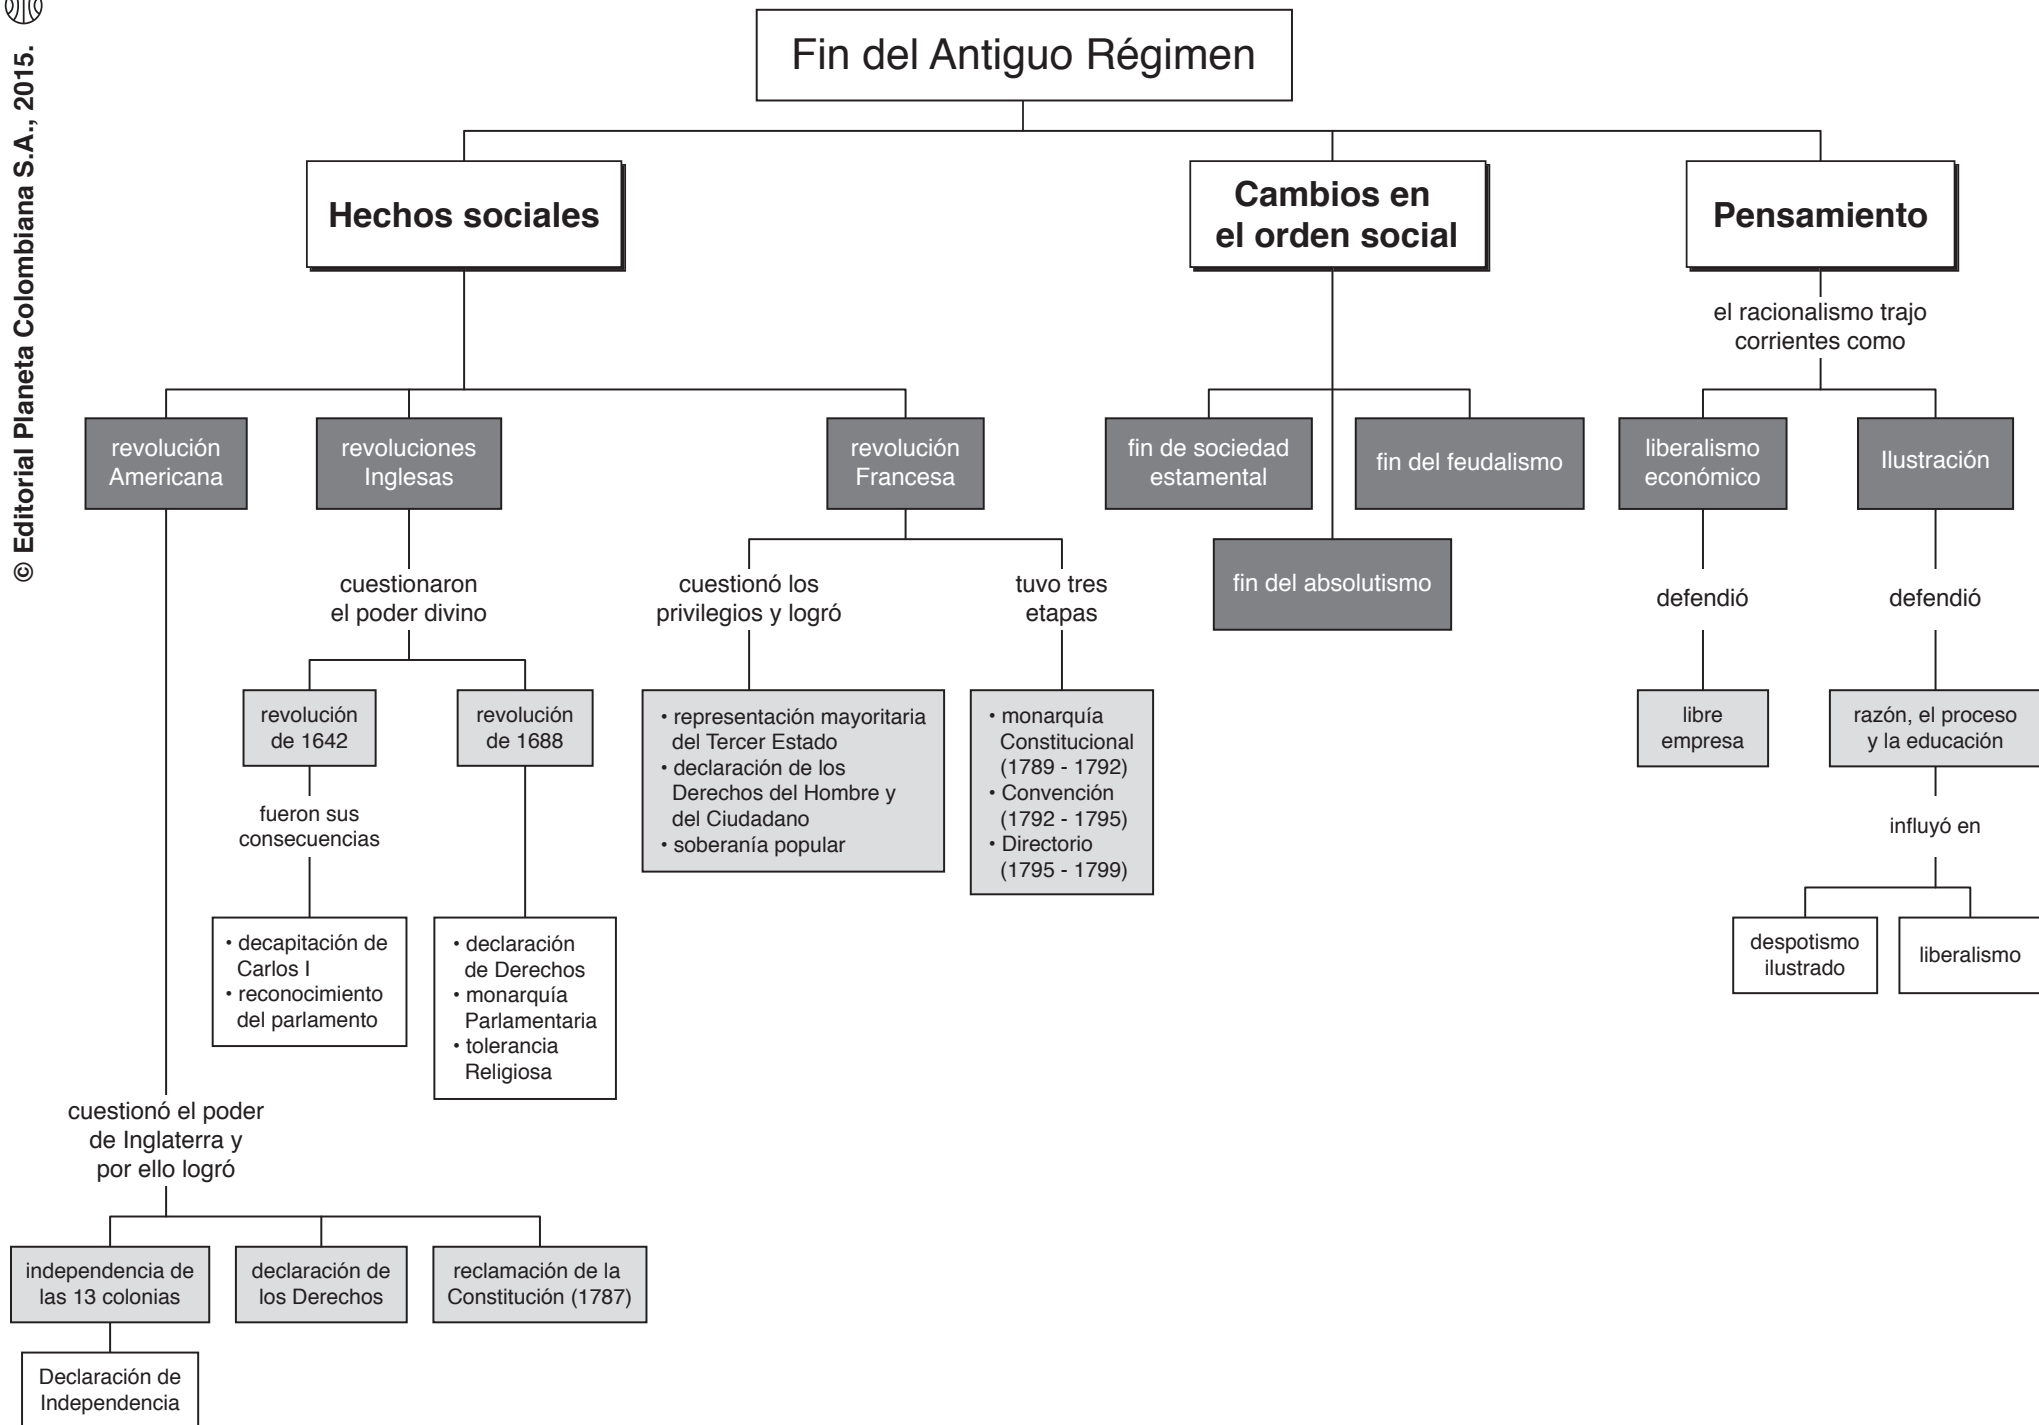 © Editorial Planeta Colombiana S.A., 2015.
Fin del Antiguo Régimen
Hechos sociales
Cambios en
el orden social
Pensamiento
el racionalismo trajo
corrientes como
revolución
Americana
revoluciones
Inglesas
revolución
Francesa
fin de sociedad
estamental
fin del feudalismo
fin del absolutismo
liberalismo
económico
Ilustración
cuestionaron
el poder divino
cuestionó los
privilegios y logró
tuvo tres
etapas
defendió
defendió
revolución
de 1642
revolución
de 1688
• representación mayoritaria
del Tercer Estado
• declaración de los
Derechos del Hombre y
del Ciudadano
• soberanía popular
• monarquía
Constitucional
(1789 - 1792)
• Convención
(1792 - 1795)
• Directorio
(1795 - 1799)
libre
empresa
razón, el proceso
y la educación
fueron sus
consecuencias
influyó en
• decapitación de
Carlos I
• reconocimiento
del parlamento
• declaración
de Derechos
• monarquía
Parlamentaria
• tolerancia
Religiosa
despotismo
ilustrado
liberalismo
cuestionó el poder
de Inglaterra y
por ello logró
independencia de
las 13 colonias
declaración de
los Derechos
reclamación de la
Constitución (1787)
Declaración de
Independencia